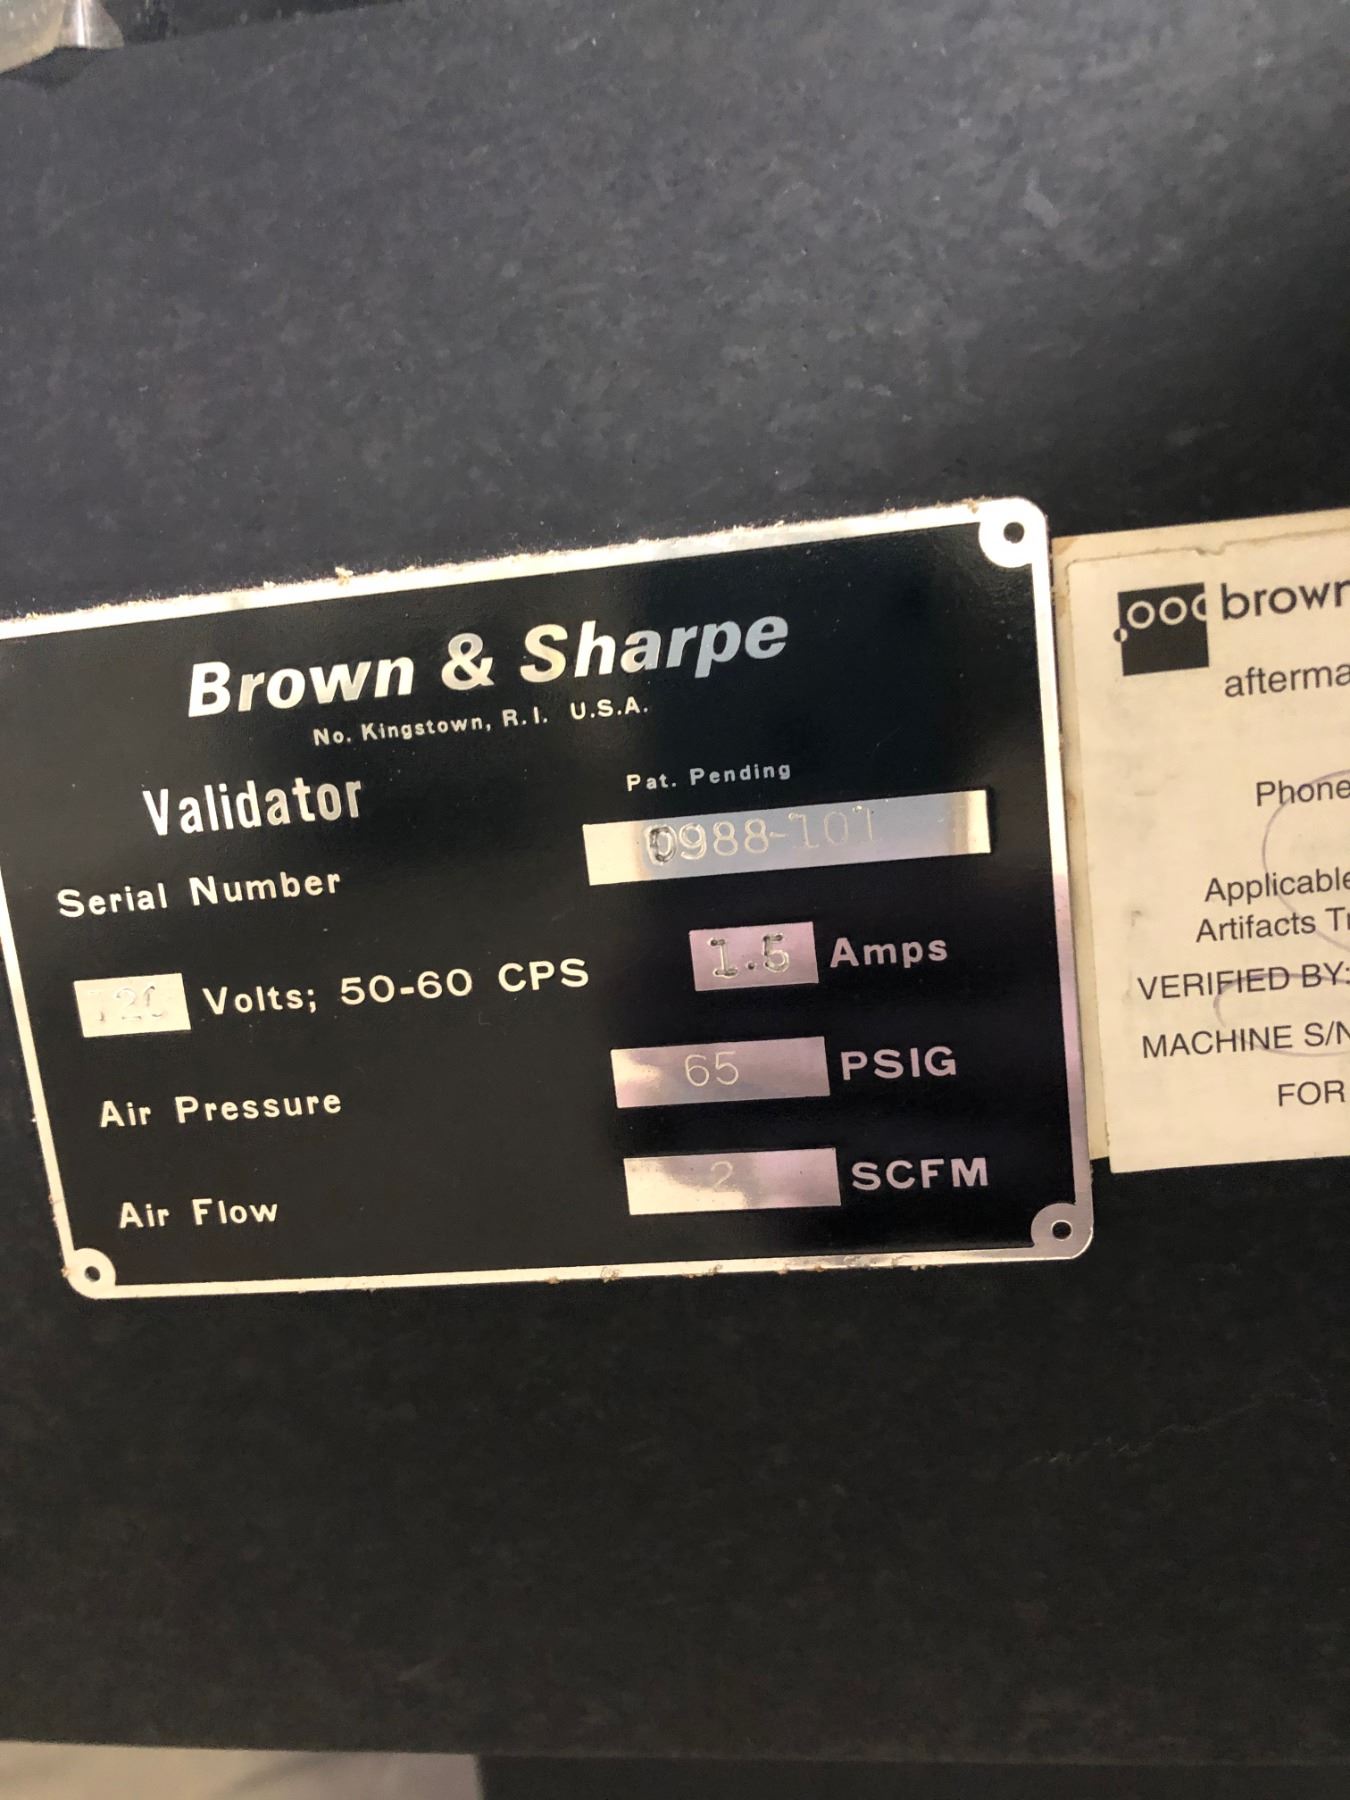 Brown & Sharpe
No. Kingstown, R.I. U.S.A.
Validator
Pat. Pending
Serial Number 0988-101
120 Volts; 50-60 CPS 1.5 Amps
Air Pressure 65 PSIG
Air Flow 2 SCFM
brown
afterma
Phone
Applicable
Artifacts Tr
VERIFIED BY:
MACHINE S/N
FOR